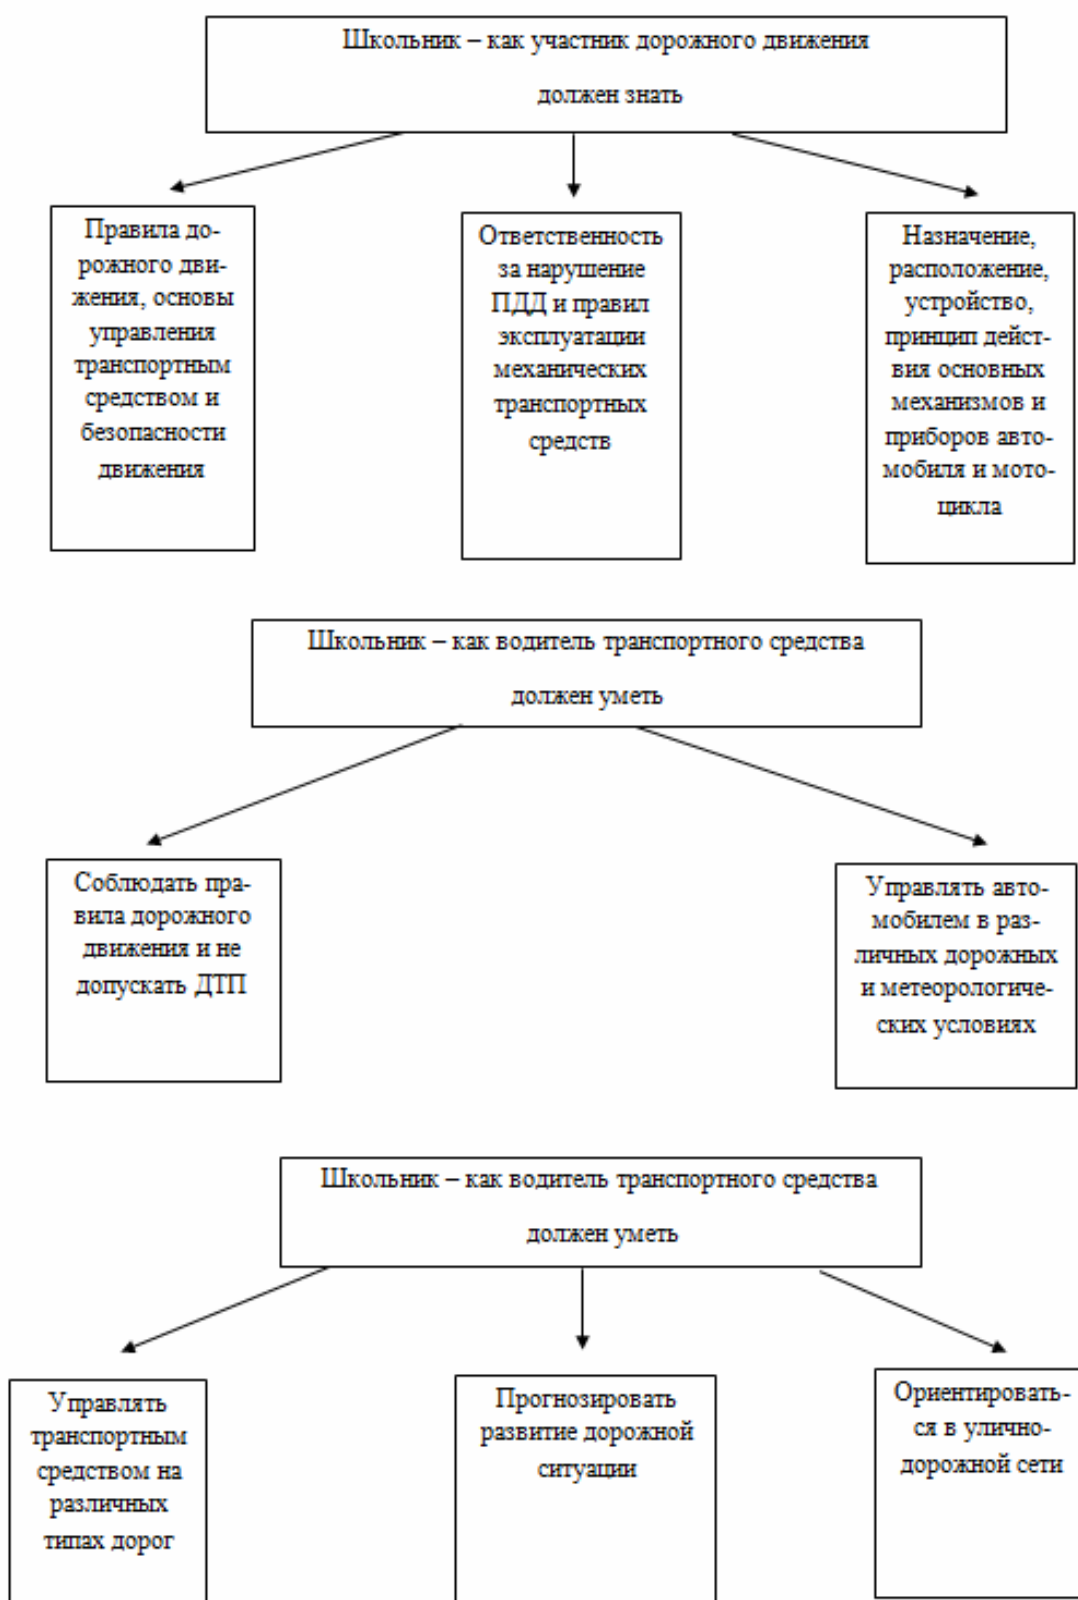 Школьник – как участник дорожного движения
должен знать
Правила до-
рожного дви-
жения, основы
управления
транспортным
средством и
безопасности
движения
Ответственность
за нарушение
ПДД и правил
эксплуатации
механических
транспортных
средств
Назначение,
расположение,
устройство,
принцип дейст-
вия основных
механизмов и
приборов авто-
мобиля и мото-
цикла
Школьник – как водитель транспортного средства
должен уметь
Соблюдать пра-
вила дорожного
движения и не
допускать ДТП
Управлять авто-
мобилем в раз-
личных дорожных
и метеорологиче-
ских условиях
Школьник – как водитель транспортного средства
должен уметь
Управлять
транспортным
средством на
различных
типах дорог
Прогнозировать
развитие дорожной
ситуации
Ориентировать-
ся в улично-
дорожной сети